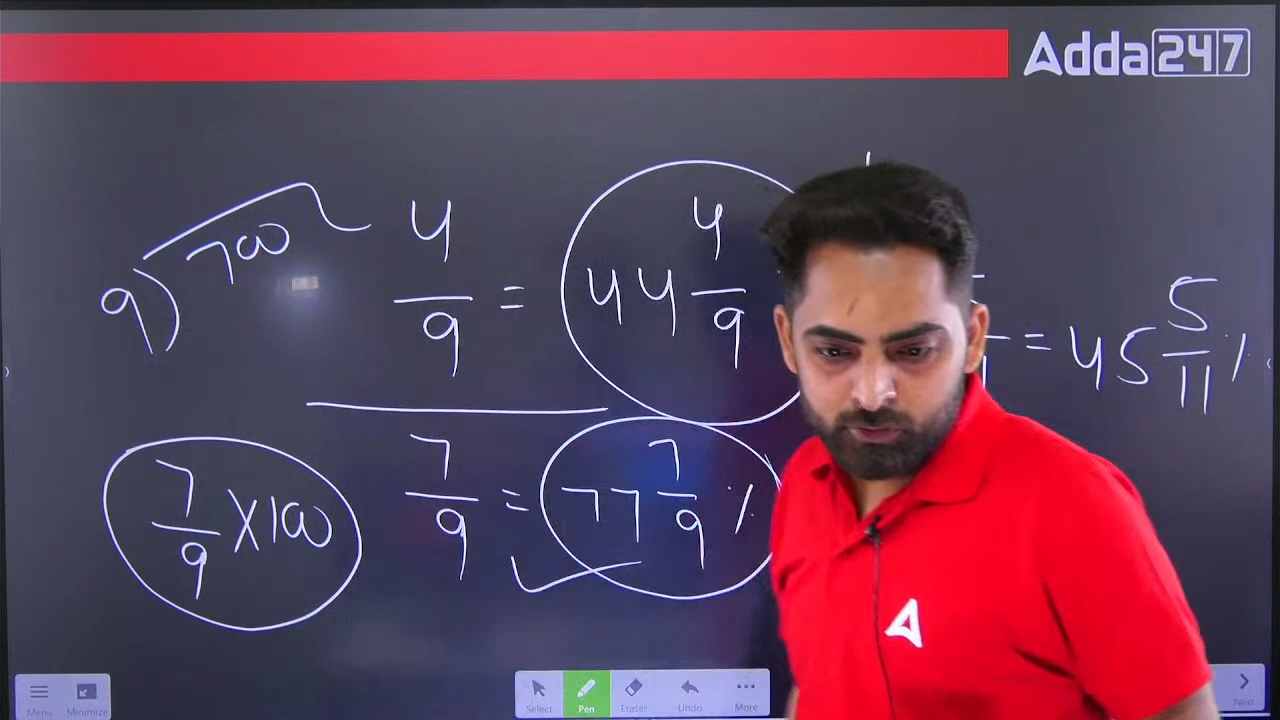 Adda247
9)700
4/9 = 44 4/9
= 45 5/11 %
7/9 × 100
7/9 = 77 7/9 %
Menu
Minimize
Select
Pen
Eraser
Undo
More
Next